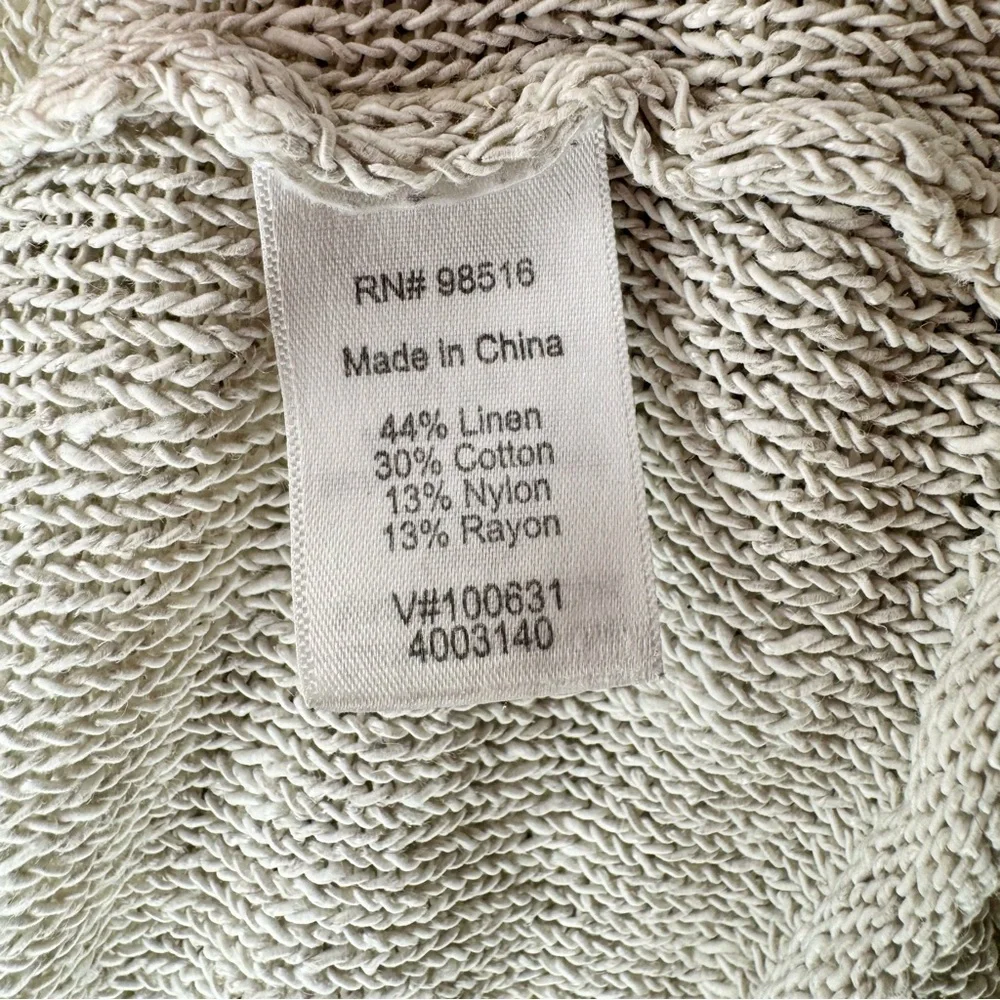 RN# 98516
Made in China
44% Linen
30% Cotton
13% Nylon
13% Rayon
V#100631
4003140